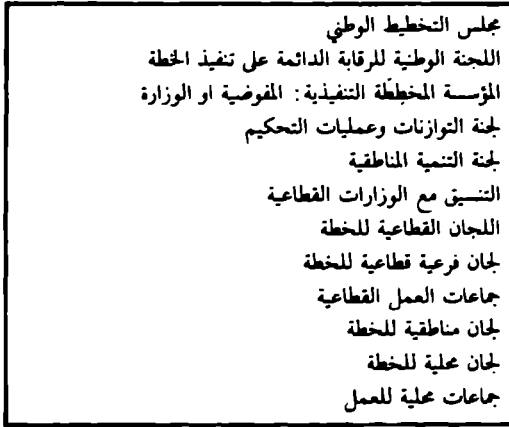 مجلس التخطيط الوطني
اللجنة الوطنية للرقابة الدائمة على تنفيذ الخطة
المؤسسة المخططّة التنفيذية: المفوضية او الوزارة
لجنة التوازنات وعمليات التحكيم
لجنة التنمية المناطقية
التنسيق مع الوزارات القطاعية
اللجان القطاعية للخطة
لجان فرعية قطاعية للخطة
جماعات العمل القطاعية
لجان مناطقية للخطة
لجان محلية للخطة
جماعات محلية للعمل